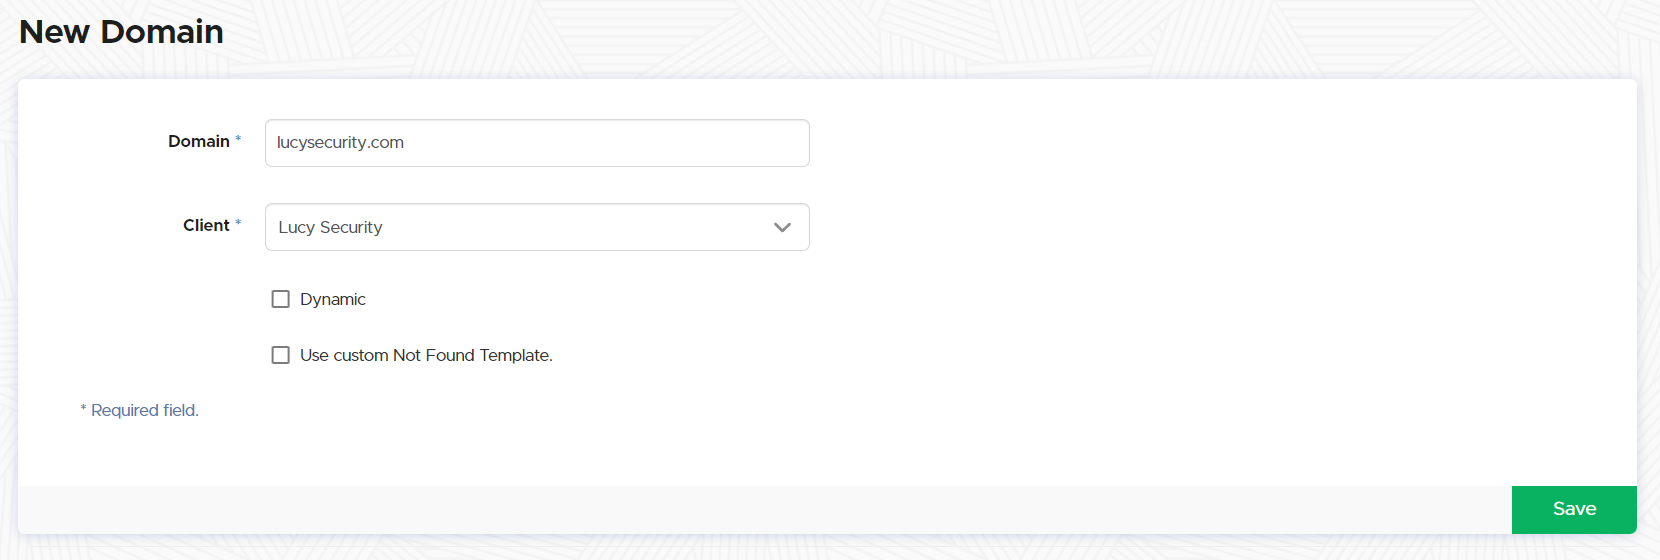 New Domain
Domain *
lucysecurity.com
Client *
Lucy Security
Dynamic
Use custom Not Found Template.
* Required field.
Save